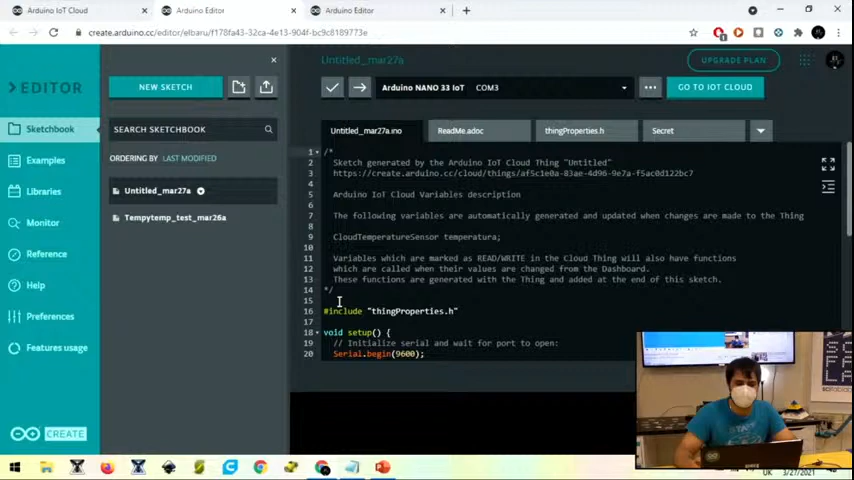 Arduino IoT Cloud
Arduino Editor
Arduino Editor
create.arduino.cc/editor/elbaru/f178fa43-32ca-4e13-904f-bc9c8189773e
EDITOR
NEW SKETCH
Untitled_mar27a
UPGRADE PLAN
Arduino NANO 33 IoT COM3
GO TO IOT CLOUD
Sketchbook
Examples
Libraries
Monitor
Reference
Help
Preferences
Features usage
CREATE
SEARCH SKETCHBOOK
ORDERING BY LAST MODIFIED
Untitled_mar27a
Tempytemp_test_mar26a
Untitled_mar27a.ino
ReadMe.adoc
thingProperties.h
Secret
1 /*
2 Sketch generated by the Arduino IoT Cloud Thing "Untitled"
3 https://create.arduino.cc/cloud/things/af5c1e0a-83ae-4d96-9e7a-f5ac0d122bc7
4
5 Arduino IoT Cloud Variables description
6
7 The following variables are automatically generated and updated when changes are made to the Thing
8
9 CloudTemperatureSensor temperatura;
10
11 Variables which are marked as READ/WRITE in the Cloud Thing will also have functions
12 which are called when their values are changed from the Dashboard.
13 These functions are generated with the Thing and added at the end of this sketch.
14 */
15
16 #include "thingProperties.h"
17
18 void setup() {
19 // Initialize serial and wait for port to open:
20 Serial.begin(9600);
UK
3/27/2021